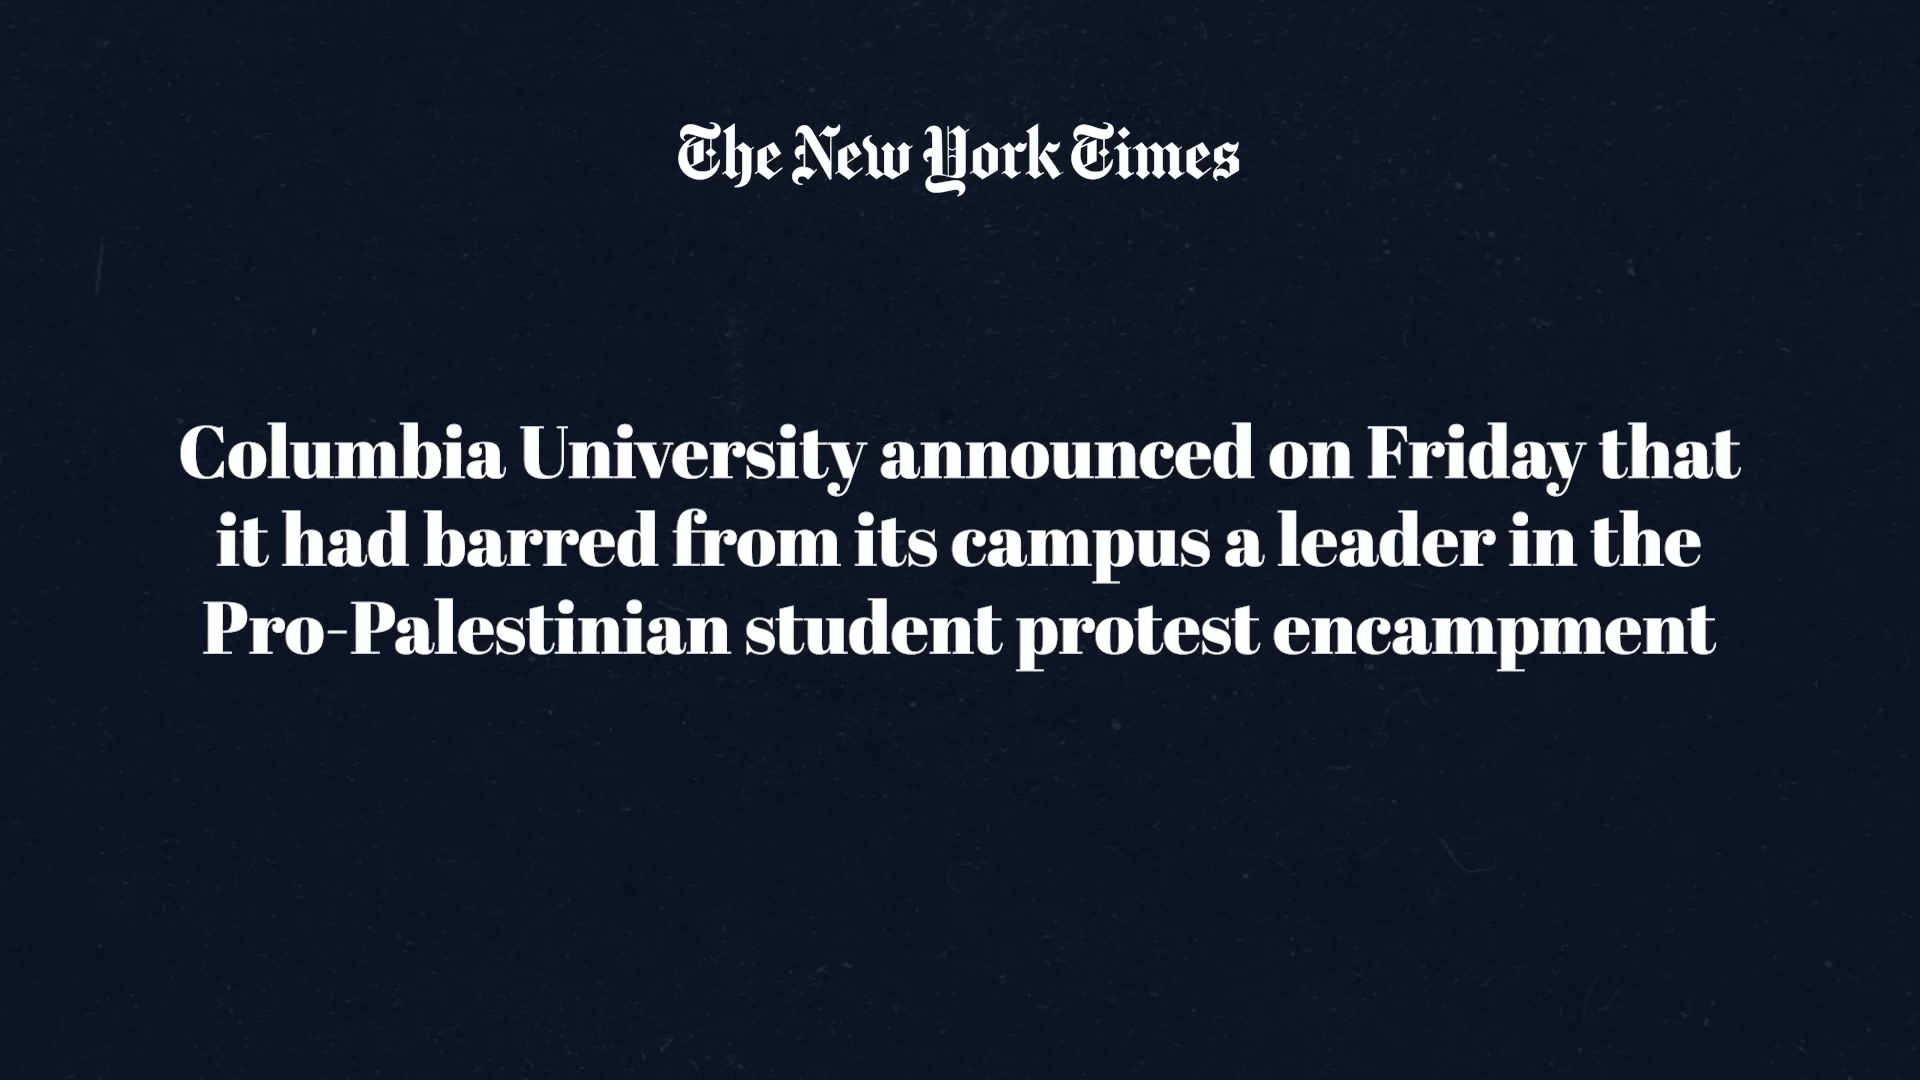 The New York Times
Columbia University announced on Friday that
it had barred from its campus a leader in the
Pro-Palestinian student protest encampment